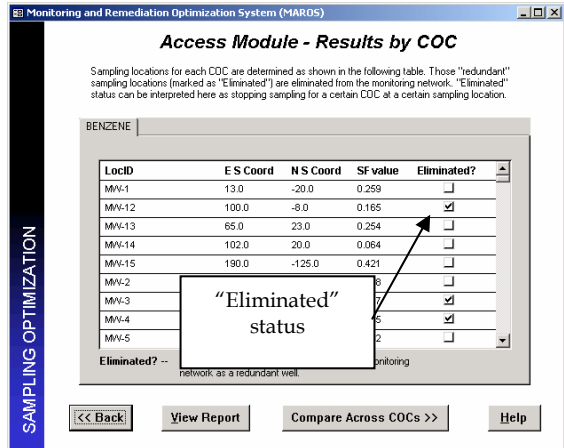 Monitoring and Remediation Optimization System (MAROS)
Access Module - Results by COC
Sampling locations for each COC are determined as shown in the following table. Those "redundant"
sampling locations (marked as "Eliminated") are eliminated from the monitoring network. "Eliminated"
status can be interpreted here as stopping sampling for a certain COC at a certain sampling location.
BENZENE
LocID E S Coord N S Coord SF value Eliminated?
MW-1 13.0 -20.0 0.259
MW-12 100.0 -8.0 0.165
MW-13 65.0 23.0 0.254
MW-14 102.0 20.0 0.064
MW-15 190.0 -125.0 0.421
MW-2
MW-3
MW-4
MW-5
"Eliminated"
status
Eliminated? --
network as a redundant well.
SAMPLING OPTIMIZATION
<< Back View Report Compare Across COCs >> Help